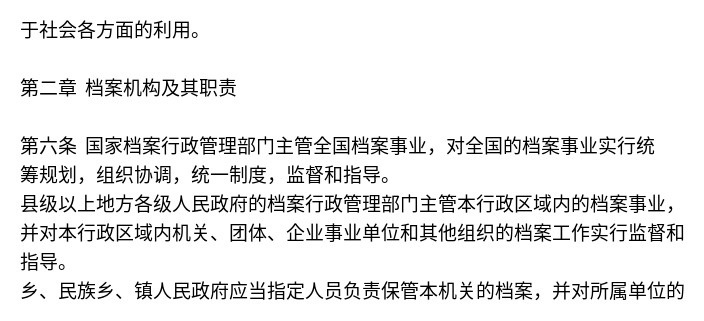 于社会各方面的利用。
第二章 档案机构及其职责
第六条 国家档案行政管理部门主管全国档案事业，对全国的档案事业实行统
筹规划，组织协调，统一制度，监督和指导。
县级以上地方各级人民政府的档案行政管理部门主管本行政区域内的档案事业，
并对本行政区域内机关、团体、企业事业单位和其他组织的档案工作实行监督和
指导。
乡、民族乡、镇人民政府应当指定人员负责保管本机关的档案，并对所属单位的